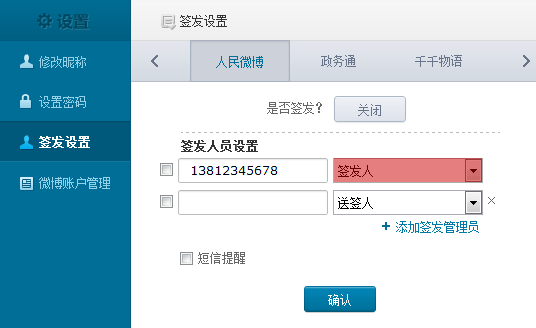 设置
修改昵称
设置密码
签发设置
微博账户管理
签发设置
人民微博 政务通 千千物语
是否签发？ 关闭
签发人员设置
13812345678 签发人
送签人
添加签发管理员
短信提醒
确认